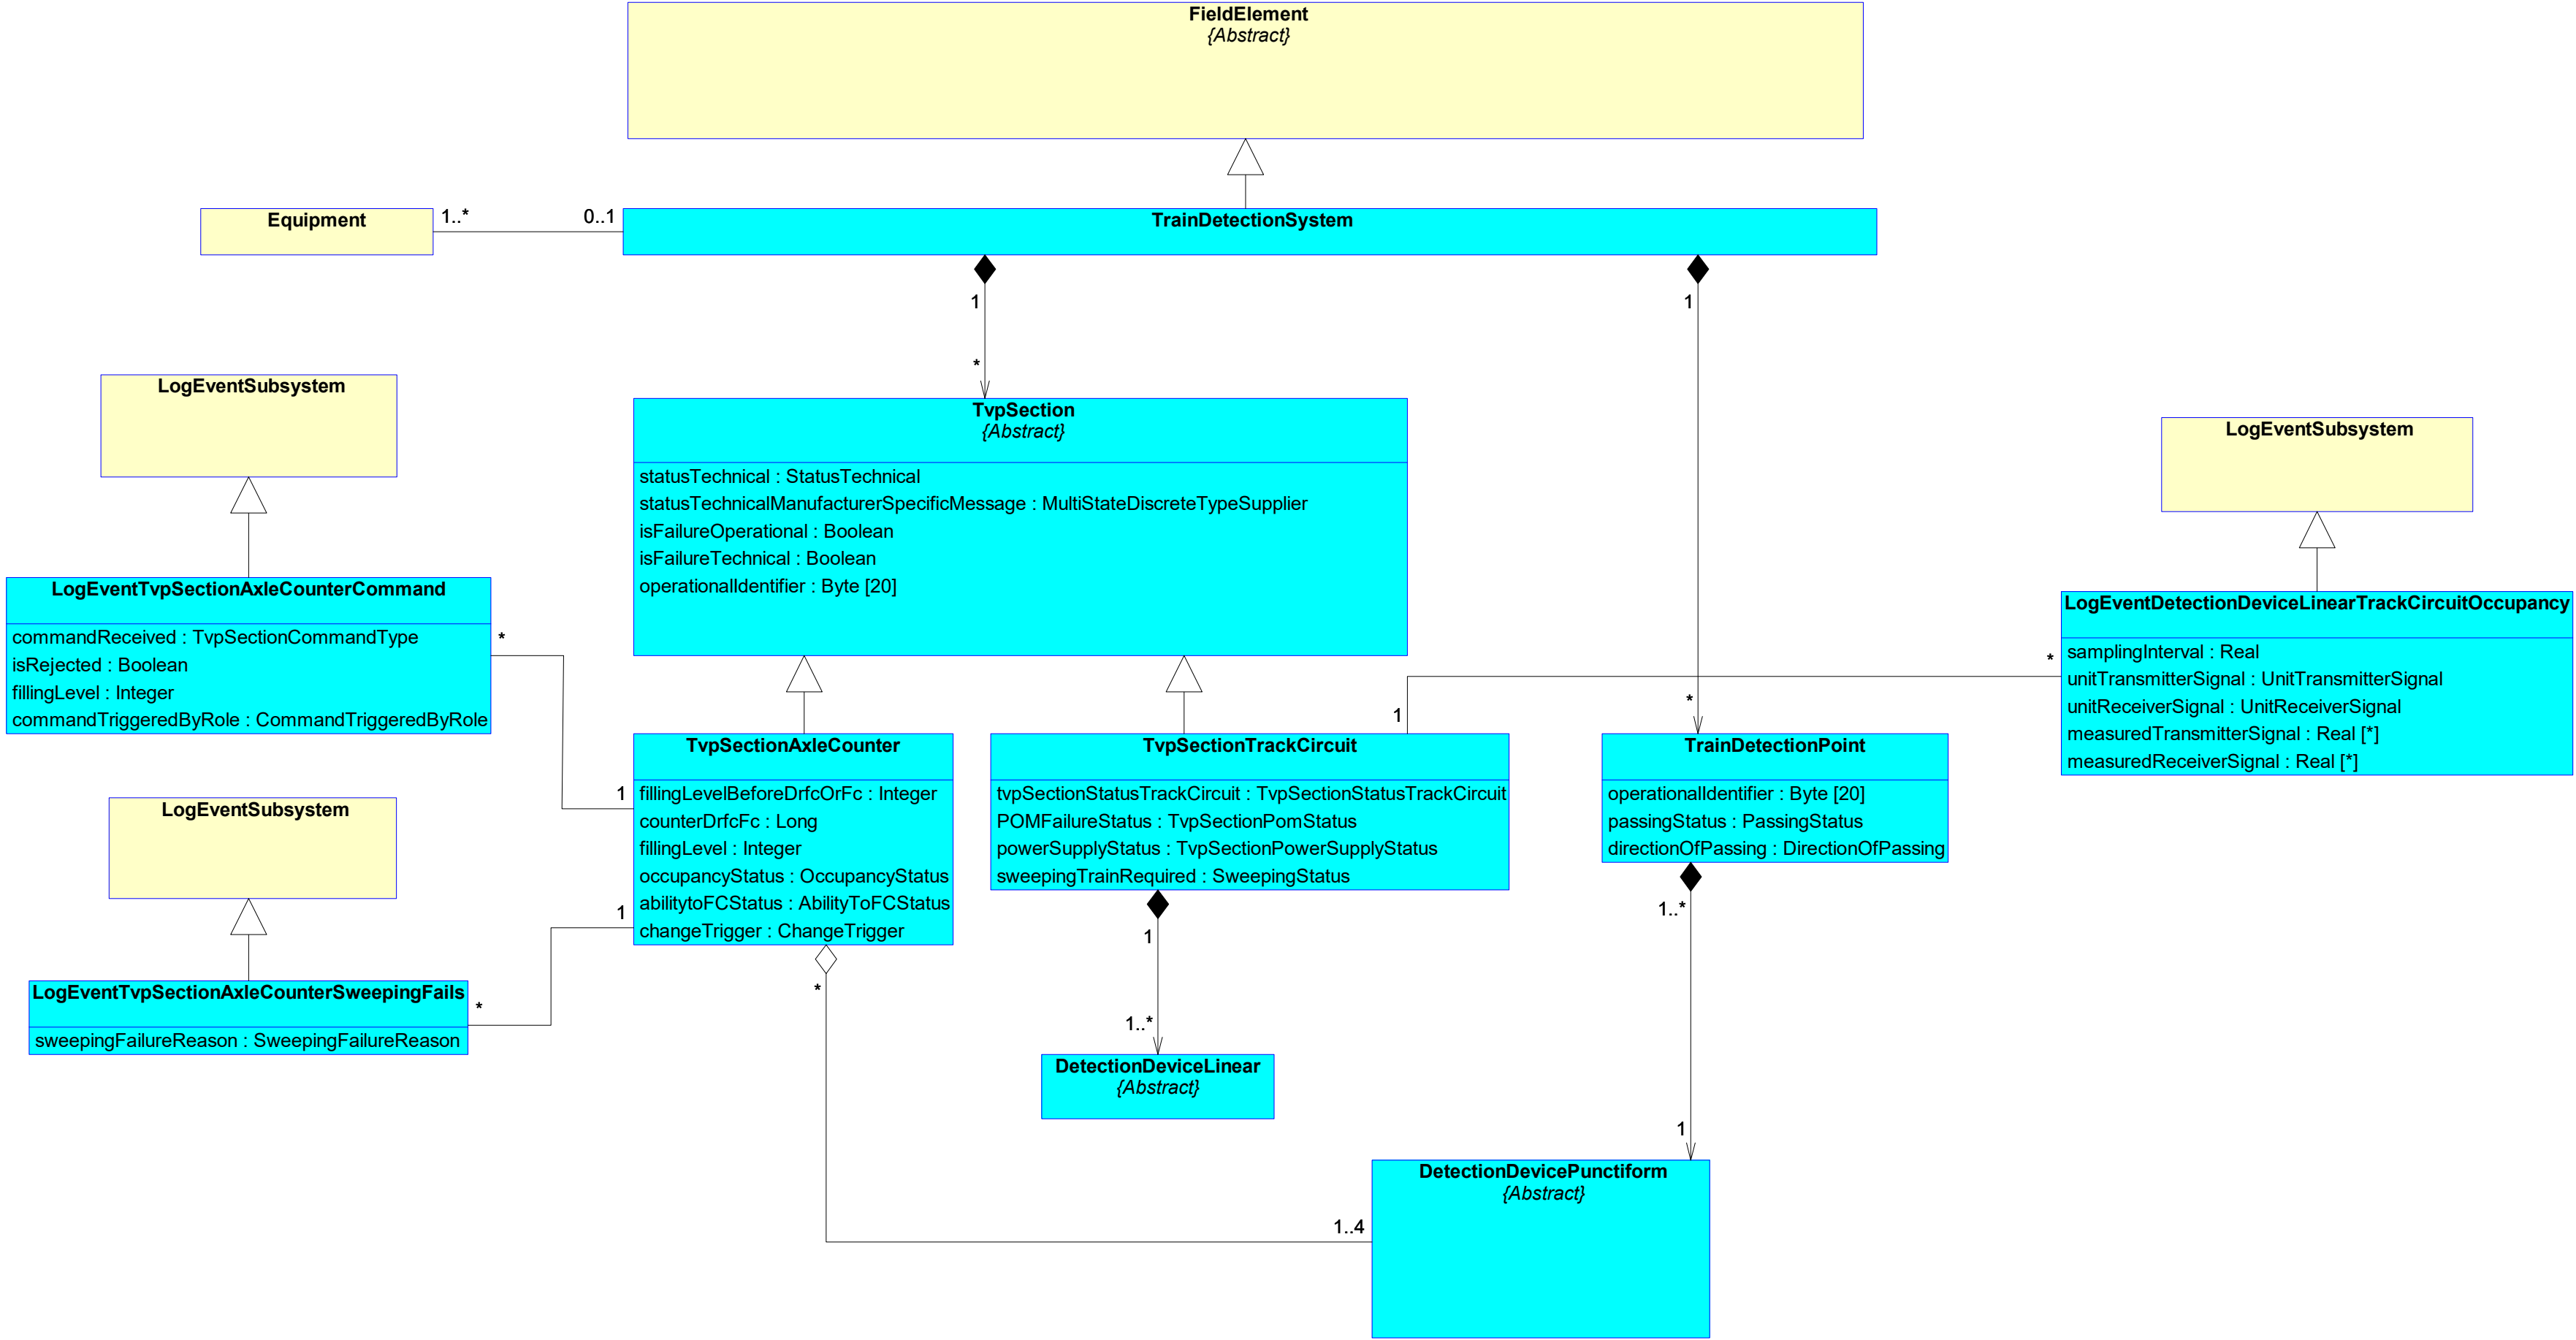 FieldElement
{Abstract}
Equipment
1..*
0..1
TrainDetectionSystem
1
*
1
*
LogEventSubsystem
TvpSection
{Abstract}
statusTechnical : StatusTechnical
statusTechnicalManufacturerSpecificMessage : MultiStateDiscreteTypeSupplier
isFailureOperational : Boolean
isFailureTechnical : Boolean
operationalIdentifier : Byte [20]
LogEventSubsystem
LogEventTvpSectionAxleCounterCommand
commandReceived : TvpSectionCommandType
isRejected : Boolean
fillingLevel : Integer
commandTriggeredByRole : CommandTriggeredByRole
*
1
LogEventDetectionDeviceLinearTrackCircuitOccupancy
samplingInterval : Real
unitTransmitterSignal : UnitTransmitterSignal
unitReceiverSignal : UnitReceiverSignal
measuredTransmitterSignal : Real [*]
measuredReceiverSignal : Real [*]
*
1
TvpSectionAxleCounter
fillingLevelBeforeDrfcOrFc : Integer
counterDrfcFc : Long
fillingLevel : Integer
occupancyStatus : OccupancyStatus
abilitytoFCStatus : AbilityToFCStatus
changeTrigger : ChangeTrigger
TvpSectionTrackCircuit
tvpSectionStatusTrackCircuit : TvpSectionStatusTrackCircuit
POMFailureStatus : TvpSectionPomStatus
powerSupplyStatus : TvpSectionPowerSupplyStatus
sweepingTrainRequired : SweepingStatus
TrainDetectionPoint
operationalIdentifier : Byte [20]
passingStatus : PassingStatus
directionOfPassing : DirectionOfPassing
LogEventSubsystem
LogEventTvpSectionAxleCounterSweepingFails
sweepingFailureReason : SweepingFailureReason
*
1
*
1..4
1
1..*
DetectionDeviceLinear
{Abstract}
1..*
1
DetectionDevicePunctiform
{Abstract}